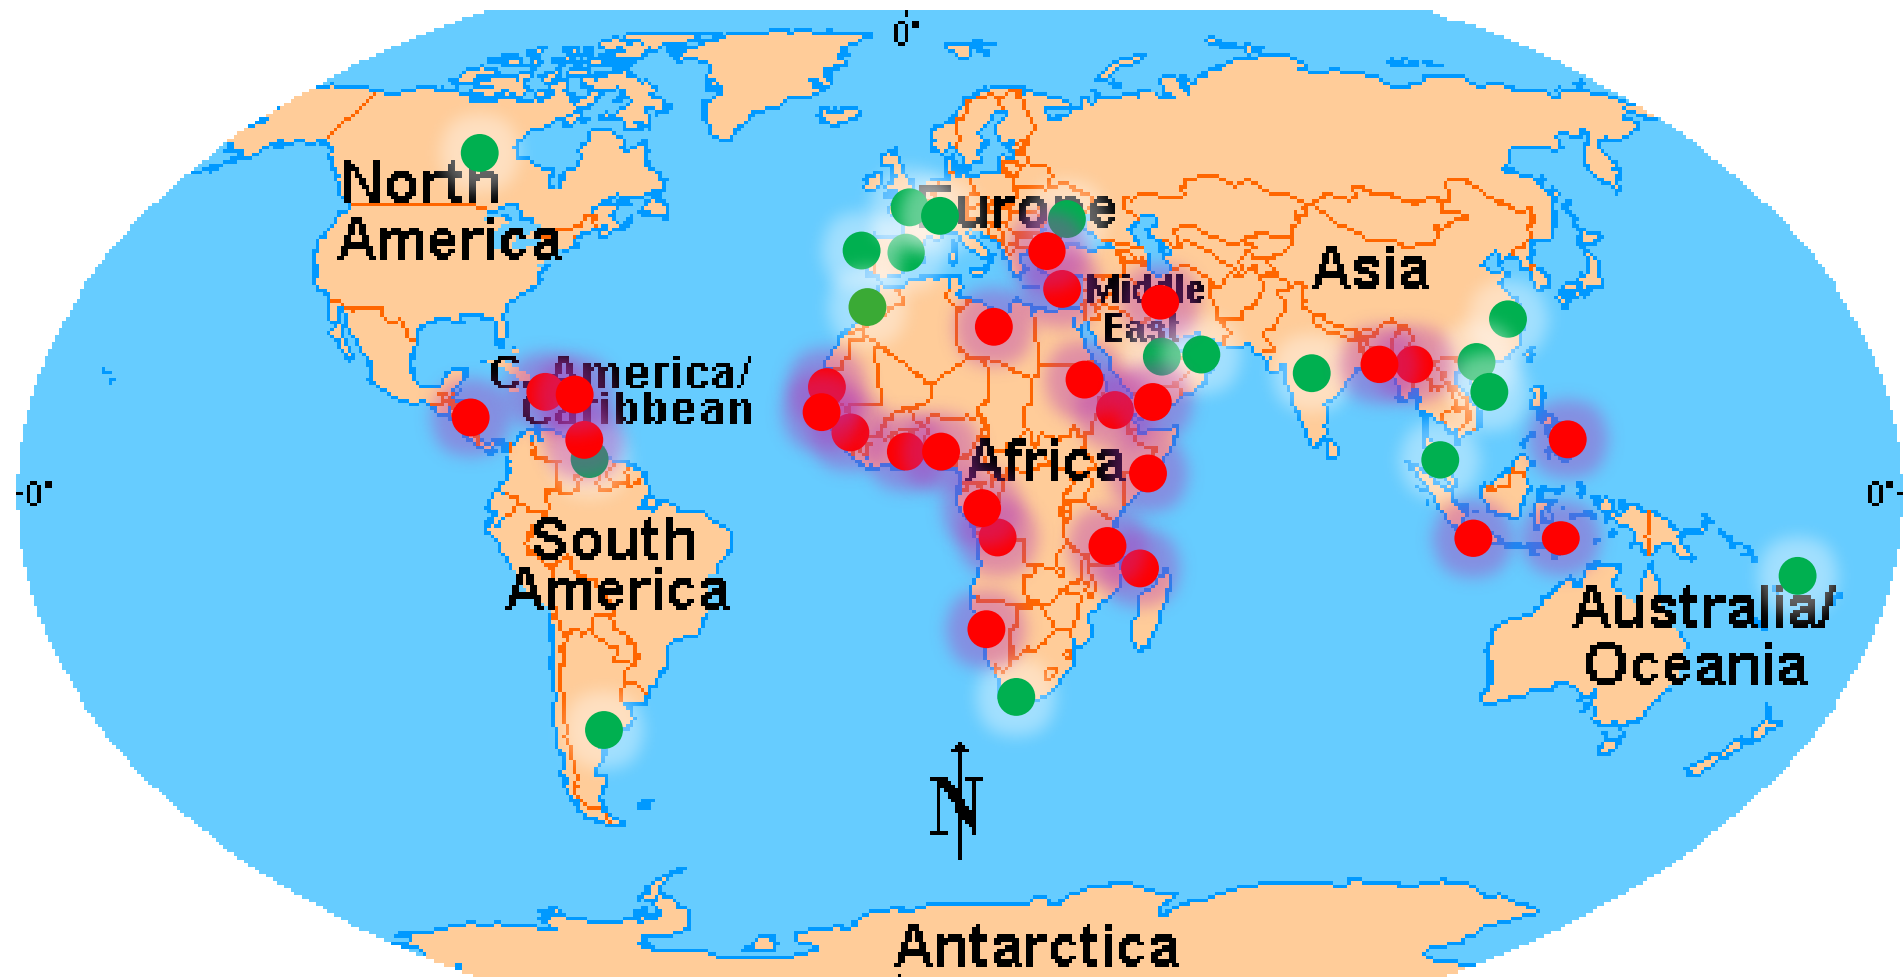 0°
North
America
Europe
Asia
Middle
East
C. America/
Caribbean
Africa
-0°
0°-
South
America
Australia/
Oceania
N
Antarctica